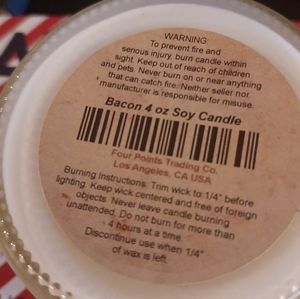 WARNING:
To prevent fire and
serious injury, burn candle within
sight. Keep out of reach of children
and pets. Never burn on or near anything
that can catch fire. Neither seller nor
manufacturer is responsible for misuse.
Bacon 4 oz Soy Candle
Four Points Trading Co.
Los Angeles, CA USA
Burning Instructions: Trim wick to 1/4" before
lighting. Keep wick centered and free of foreign
objects. Never leave candle burning
unattended. Do not burn for more than
4 hours at a time.
Discontinue use when 1/4"
of wax is left.